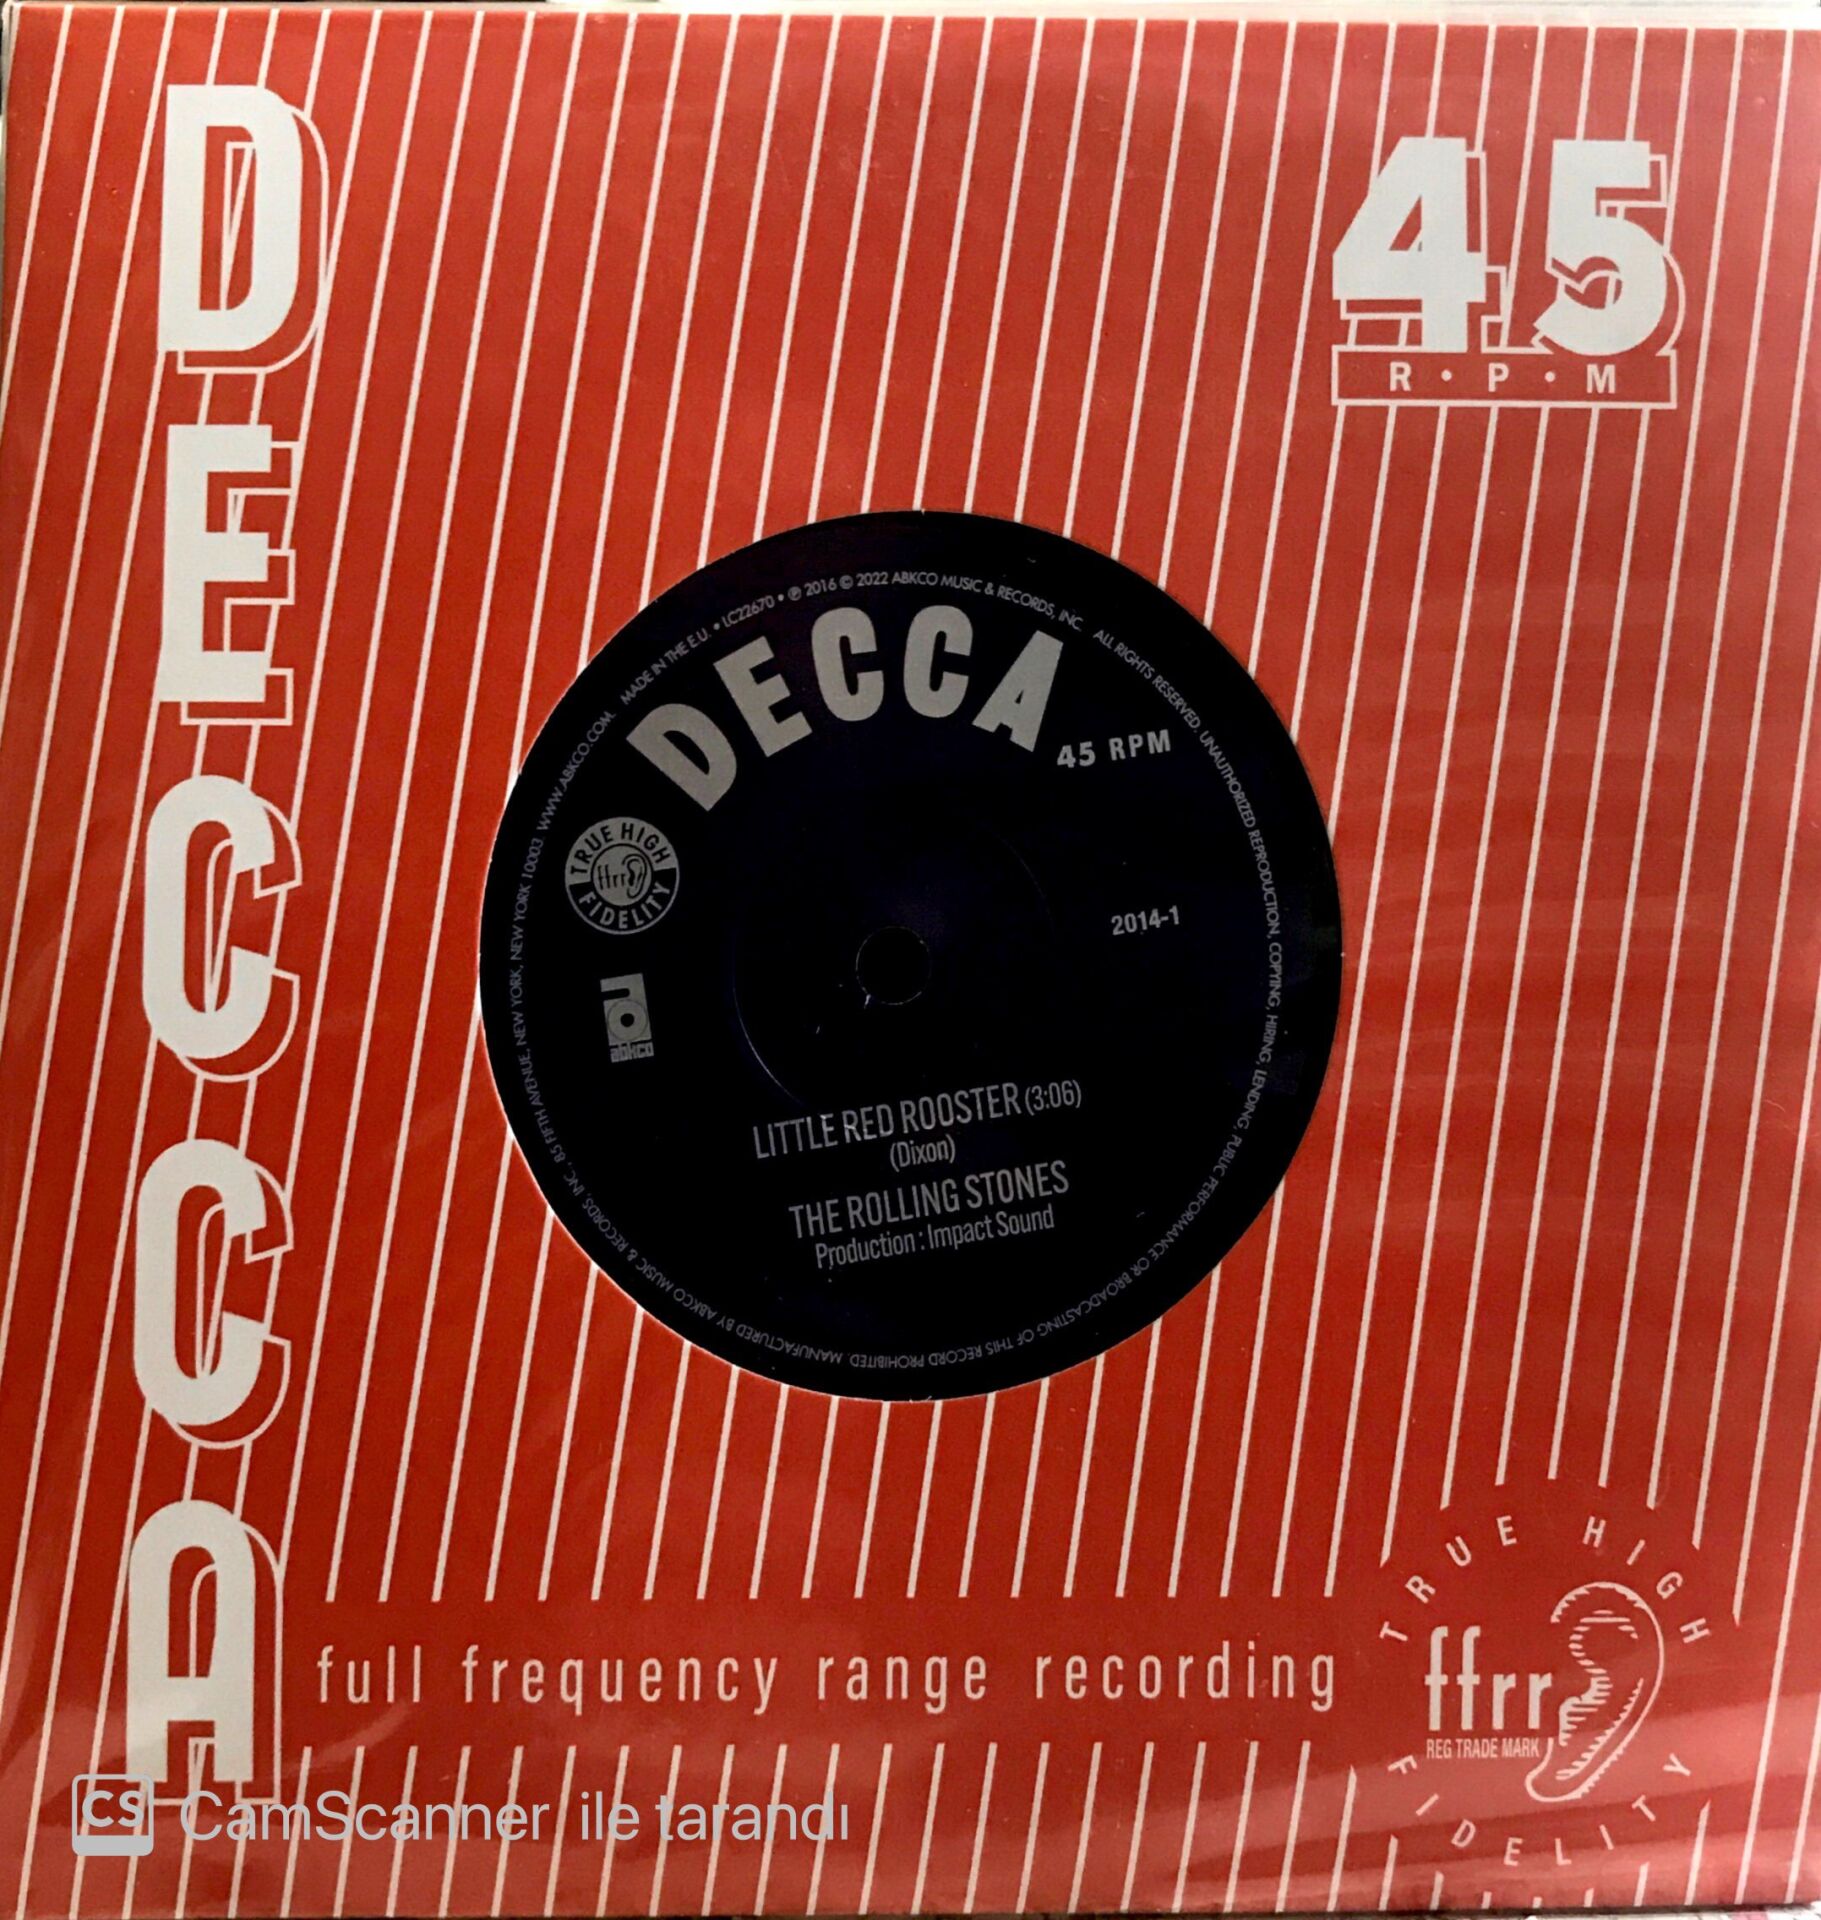 DECCA
45
R·P·M
MADE IN THE E.U. • LC22670 • ℗ 2016 © 2022 ABKCO MUSIC & RECORDS, INC. ALL RIGHTS RESERVED. UNAUTHORIZED REPRODUCTION, COPYING, HIRING, LENDING, PUBLIC PERFORMANCE OR BROADCASTING OF THIS RECORD PROHIBITED. MANUFACTURED BY ABKCO MUSIC & RECORDS, INC., 85 FIFTH AVENUE, NEW YORK, NEW YORK 10003. WWW.ABKCO.COM.
DECCA
45 RPM
TRUE HIGH
ffrr
FIDELITY
2014-1
abkco
LITTLE RED ROOSTER (3:06)
(Dixon)
THE ROLLING STONES
Production : Impact Sound
TRUE HIGH
full frequency range recording
ffrr
REG TRADE MARK
FIDELITY
CS CamScanner ile tarandı